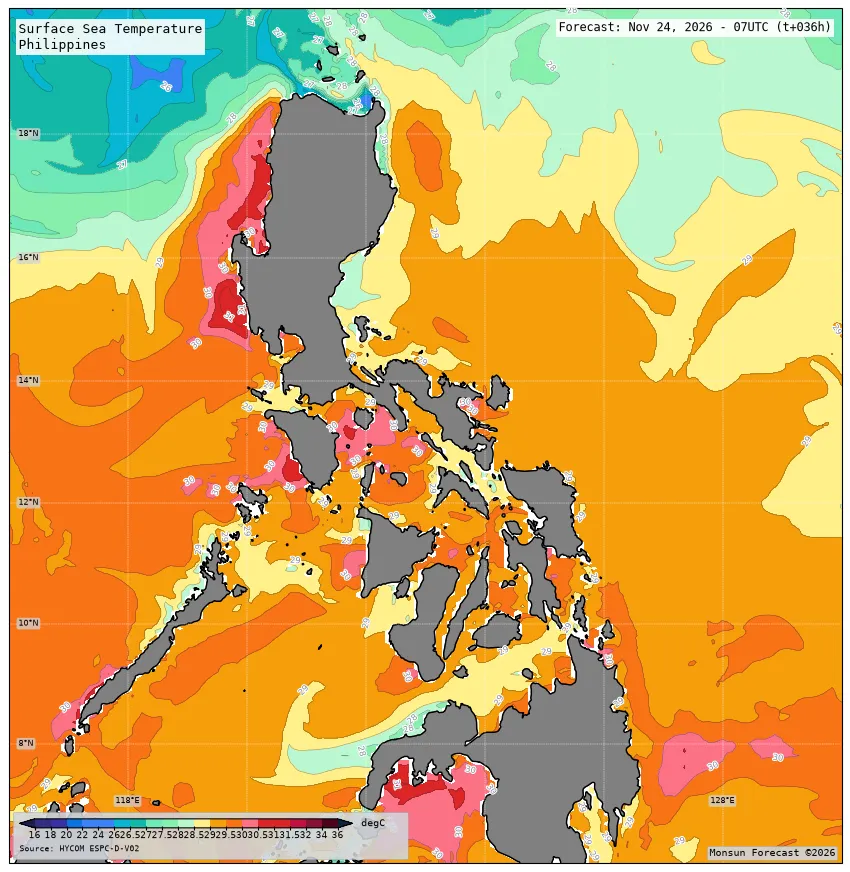 Surface Sea Temperature
Philippines
Forecast: Nov 24, 2026 - 07UTC (t+036h)
18°N
16°N
14°N
12°N
10°N
8°N
118°E
128°E
16 18 20 22 24 26 26.5 27 27.5 28 28.5 29 29.5 30 30.5 31 31.5 32 34 36 degC
Source: HYCOM ESPC-D-V02
Monsun Forecast ©2026